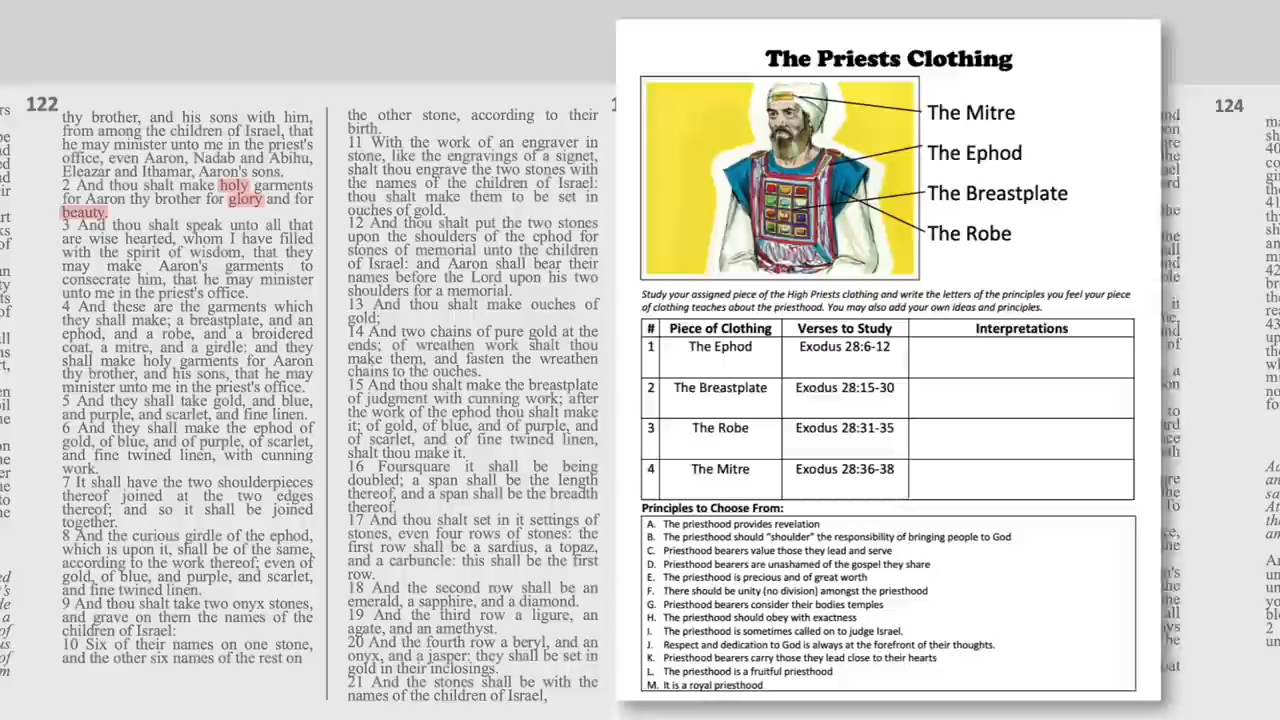 122
thy brother, and his sons with him,
from among the children of Israel, that
he may minister unto me in the priest's
office, even Aaron, Nadab and Abihu,
Eleazar and Ithamar, Aaron's sons.
2 And thou shalt make holy garments
for Aaron thy brother for glory and for
beauty.
3 And thou shalt speak unto all that
are wise hearted, whom I have filled
with the spirit of wisdom, that they
may make Aaron's garments to
consecrate him, that he may minister
unto me in the priest's office.
4 And these are the garments which
they shall make; a breastplate, and an
ephod, and a robe, and a broidered
coat, a mitre, and a girdle: and they
shall make holy garments for Aaron
thy brother, and his sons, that he may
minister unto me in the priest's office.
5 And they shall take gold, and blue,
and purple, and scarlet, and fine linen.
6 And they shall make the ephod of
gold, of blue, and of purple, of scarlet,
and fine twined linen, with cunning
work.
7 It shall have the two shoulderpieces
thereof joined at the two edges
thereof; and so it shall be joined
together.
8 And the curious girdle of the ephod,
which is upon it, shall be of the same,
according to the work thereof; even of
gold, of blue, and purple, and scarlet,
and fine twined linen.
9 And thou shalt take two onyx stones,
and grave on them the names of the
children of Israel:
10 Six of their names on one stone,
and the other six names of the rest on
the other stone, according to their
birth.
11 With the work of an engraver in
stone, like the engravings of a signet,
shalt thou engrave the two stones with
the names of the children of Israel:
thou shalt make them to be set in
ouches of gold.
12 And thou shalt put the two stones
upon the shoulders of the ephod for
stones of memorial unto the children
of Israel: and Aaron shall bear their
names before the Lord upon his two
shoulders for a memorial.
13 And thou shalt make ouches of
gold;
14 And two chains of pure gold at the
ends; of wreathen work shalt thou
make them, and fasten the wreathen
chains to the ouches.
15 And thou shalt make the breastplate
of judgment with cunning work; after
the work of the ephod thou shalt make
it; of gold, of blue, and of purple, and
of scarlet, and of fine twined linen,
shalt thou make it.
16 Foursquare it shall be being
doubled; a span shall be the length
thereof, and a span shall be the breadth
thereof.
17 And thou shalt set in it settings of
stones, even four rows of stones: the
first row shall be a sardius, a topaz,
and a carbuncle: this shall be the first
row.
18 And the second row shall be an
emerald, a sapphire, and a diamond.
19 And the third row a ligure, an
agate, and an amethyst.
20 And the fourth row a beryl, and an
onyx, and a jasper: they shall be set in
gold in their inclosings.
21 And the stones shall be with the
names of the children of Israel,
The Priests Clothing
The Mitre
The Ephod
The Breastplate
The Robe
Study your assigned piece of the High Priests clothing and write the letters of the principles you feel your piece
of clothing teaches about the priesthood. You may also add your own ideas and principles.
# Piece of Clothing Verses to Study Interpretations
1 The Ephod Exodus 28:6-12
2 The Breastplate Exodus 28:15-30
3 The Robe Exodus 28:31-35
4 The Mitre Exodus 28:36-38
Principles to Choose From:
A. The priesthood provides revelation
B. The priesthood should "shoulder" the responsibility of bringing people to God
C. Priesthood bearers value those they lead and serve
D. Priesthood bearers are unashamed of the gospel they share
E. The priesthood is precious and of great worth
F. There should be unity (no division) amongst the priesthood
G. Priesthood bearers consider their bodies temples
H. The priesthood should obey with exactness
I. The priesthood is sometimes called on to judge Israel.
J. Respect and dedication to God is always at the forefront of their thoughts.
K. Priesthood bearers carry those they lead close to their hearts
L. The priesthood is a fruitful priesthood
M. It is a royal priesthood
124